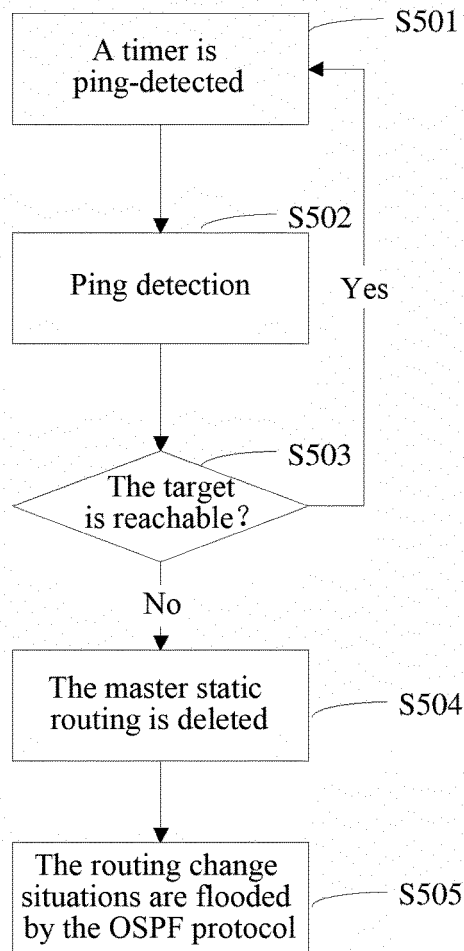 S501
A timer is
ping-detected
S502
Ping detection
Yes
S503
The target
is reachable?
No
The master static
routing is deleted
S504
The routing change
situations are flooded
by the OSPF protocol
S505